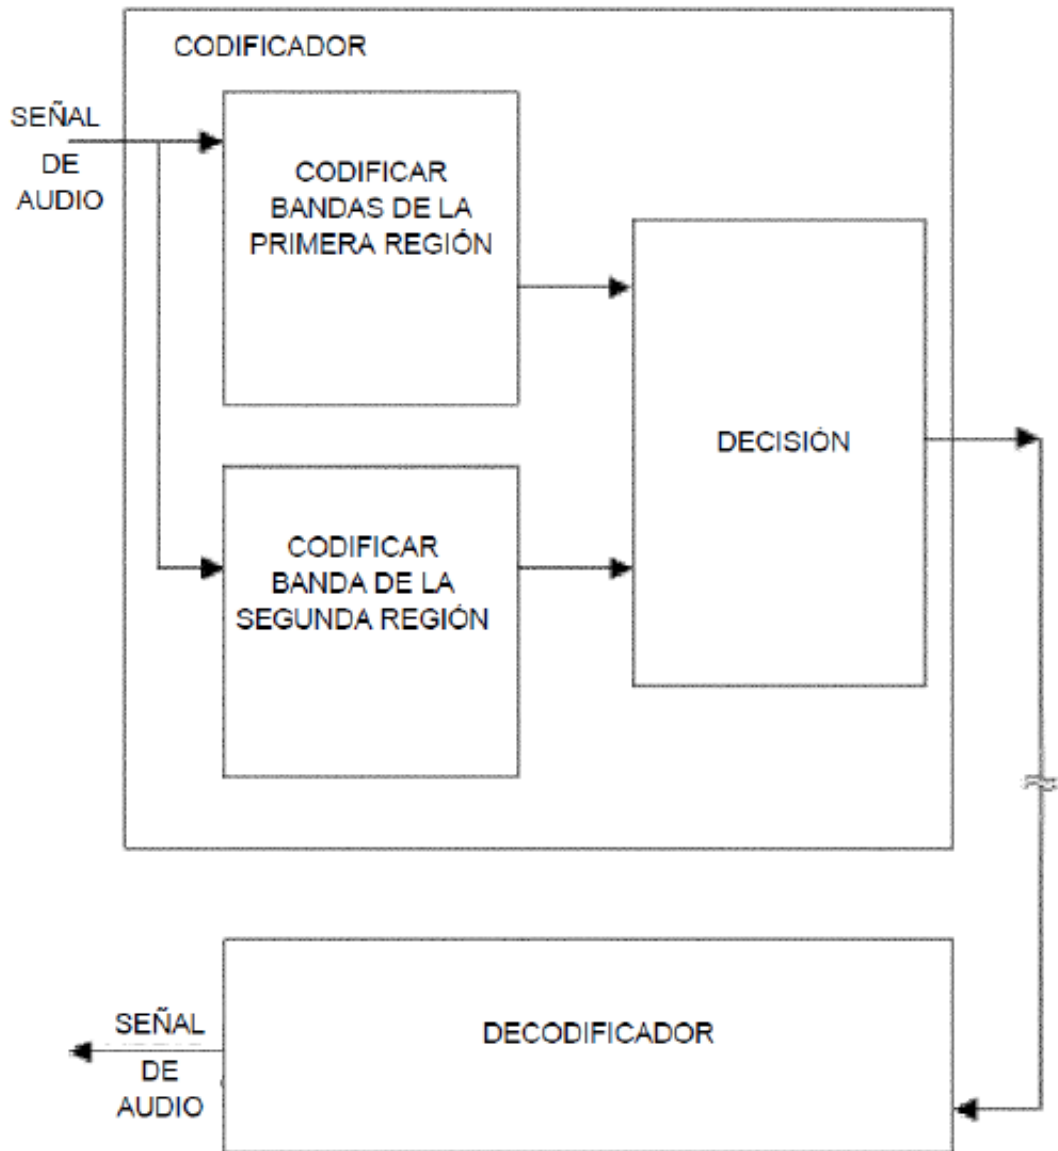 CODIFICADOR
SEÑAL
DE
AUDIO
CODIFICAR
BANDAS DE LA
PRIMERA REGIÓN
DECISIÓN
CODIFICAR
BANDA DE LA
SEGUNDA REGIÓN
SEÑAL
DE
AUDIO
DECODIFICADOR